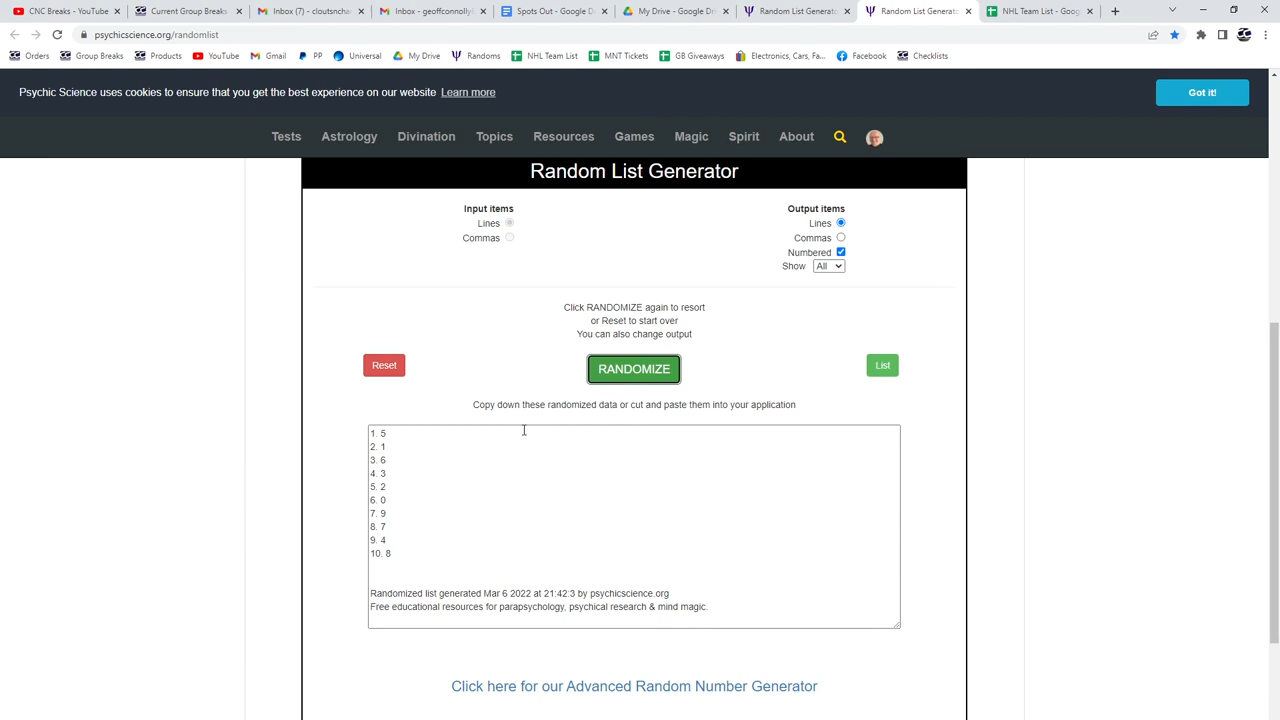 CNC Breaks - YouTube
Current Group Breaks
Inbox (7) - cloutsnchara
Inbox - geoffconnolly8
Spots Out - Google D
My Drive - Google Dri
Random List Generato
Random List Generato
NHL Team List - Goog
psychicscience.org/randomlist
Orders
Group Breaks
Products
YouTube
Gmail
PP
Universal
My Drive
Randoms
NHL Team List
MNT Tickets
GB Giveaways
Electronics, Cars, Fa...
Facebook
Checklists
Psychic Science uses cookies to ensure that you get the best experience on our website Learn more
Got it!
Tests Astrology Divination Topics Resources Games Magic Spirit About
Random List Generator
Input items
Lines
Commas
Output items
Lines
Commas
Numbered
Show All
Click RANDOMIZE again to resort
or Reset to start over
You can also change output
Reset
RANDOMIZE
List
Copy down these randomized data or cut and paste them into your application
1. 5
2. 1
3. 6
4. 3
5. 2
6. 0
7. 9
8. 7
9. 4
10. 8
Randomized list generated Mar 6 2022 at 21:42:3 by psychicscience.org
Free educational resources for parapsychology, psychical research & mind magic.
Click here for our Advanced Random Number Generator